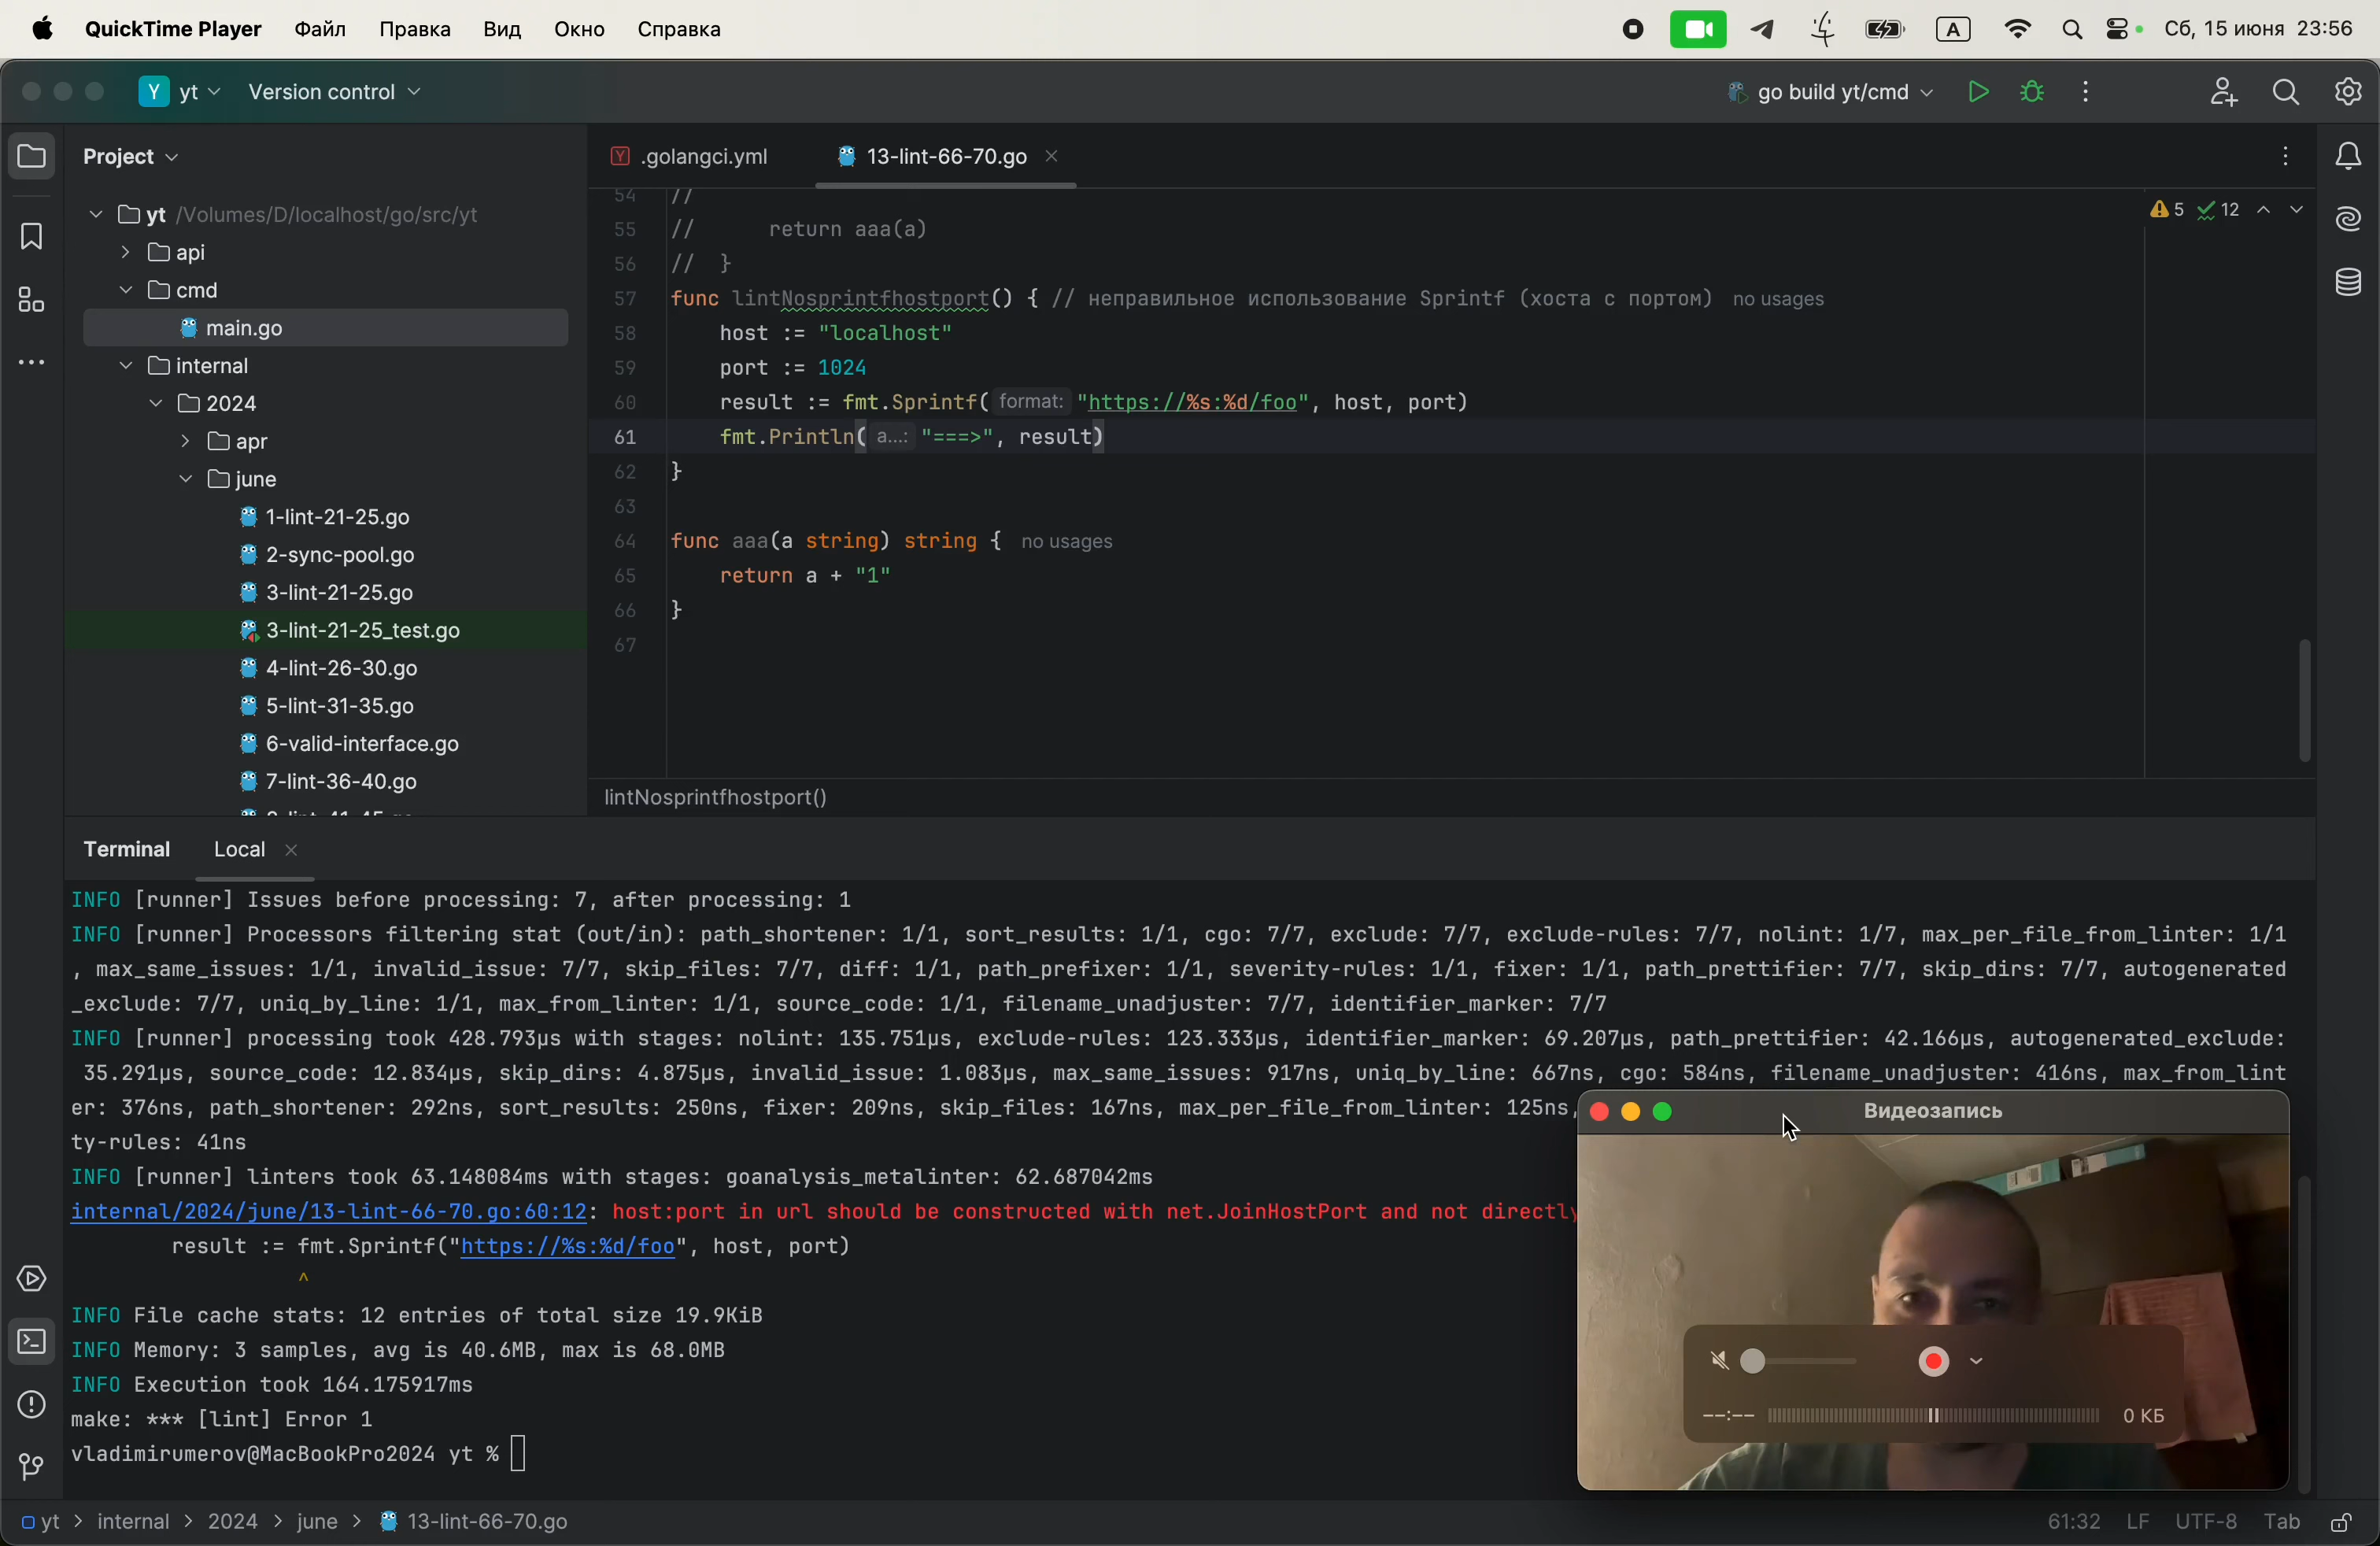 QuickTime Player Файл Правка Вид Окно Справка A Сб, 15 июня 23:56
Y yt Version control go build yt/cmd
Project
.golangci.yml
13-lint-66-70.go
yt /Volumes/D/localhost/go/src/yt
api
cmd
main.go
internal
2024
apr
june
1-lint-21-25.go
2-sync-pool.go
3-lint-21-25.go
3-lint-21-25_test.go
4-lint-26-30.go
5-lint-31-35.go
6-valid-interface.go
7-lint-36-40.go
5 12
54 //
55 // return aaa(a)
56 // }
57 func lintNosprintfhostport() { // неправильное использование Sprintf (хоста с портом) no usages
58 host := "localhost"
59 port := 1024
60 result := fmt.Sprintf( format: "https://%s:%d/foo", host, port)
61 fmt.Println( a...: "===>", result)
62 }
63
64 func aaa(a string) string { no usages
65 return a + "1"
66 }
67
lintNosprintfhostport()
Terminal Local
INFO [runner] Issues before processing: 7, after processing: 1
INFO [runner] Processors filtering stat (out/in): path_shortener: 1/1, sort_results: 1/1, cgo: 7/7, exclude: 7/7, exclude-rules: 7/7, nolint: 1/7, max_per_file_from_linter: 1/1
, max_same_issues: 1/1, invalid_issue: 7/7, skip_files: 7/7, diff: 1/1, path_prefixer: 1/1, severity-rules: 1/1, fixer: 1/1, path_prettifier: 7/7, skip_dirs: 7/7, autogenerated
_exclude: 7/7, uniq_by_line: 1/1, max_from_linter: 1/1, source_code: 1/1, filename_unadjuster: 7/7, identifier_marker: 7/7
INFO [runner] processing took 428.793µs with stages: nolint: 135.751µs, exclude-rules: 123.333µs, identifier_marker: 69.207µs, path_prettifier: 42.166µs, autogenerated_exclude:
35.291µs, source_code: 12.834µs, skip_dirs: 4.875µs, invalid_issue: 1.083µs, max_same_issues: 917ns, uniq_by_line: 667ns, cgo: 584ns, filename_unadjuster: 416ns, max_from_lint
er: 376ns, path_shortener: 292ns, sort_results: 250ns, fixer: 209ns, skip_files: 167ns, max_per_file_from_linter: 125ns,
ty-rules: 41ns
INFO [runner] linters took 63.148084ms with stages: goanalysis_metalinter: 62.687042ms
internal/2024/june/13-lint-66-70.go:60:12: host:port in url should be constructed with net.JoinHostPort and not directly
result := fmt.Sprintf("https://%s:%d/foo", host, port)
^
INFO File cache stats: 12 entries of total size 19.9KiB
INFO Memory: 3 samples, avg is 40.6MB, max is 68.0MB
INFO Execution took 164.175917ms
make: *** [lint] Error 1
vladimirumerov@MacBookPro2024 yt %
Видеозапись
--:-- 0 КБ
yt > internal > 2024 > june > 13-lint-66-70.go
61:32 LF UTF-8 Tab